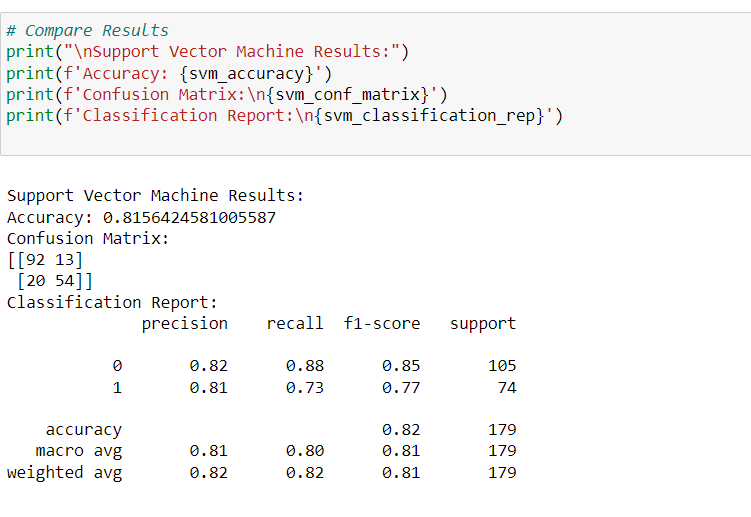 # Compare Results
print("\nSupport Vector Machine Results:")
print(f'Accuracy: {svm_accuracy}')
print(f'Confusion Matrix:\n{svm_conf_matrix}')
print(f'Classification Report:\n{svm_classification_rep}')
Support Vector Machine Results:
Accuracy: 0.8156424581005587
Confusion Matrix:
[[92 13]
 [20 54]]
Classification Report:
              precision    recall  f1-score   support
           0       0.82      0.88      0.85       105
           1       0.81      0.73      0.77        74
    accuracy                           0.82       179
   macro avg       0.81      0.80      0.81       179
weighted avg       0.82      0.82      0.81       179